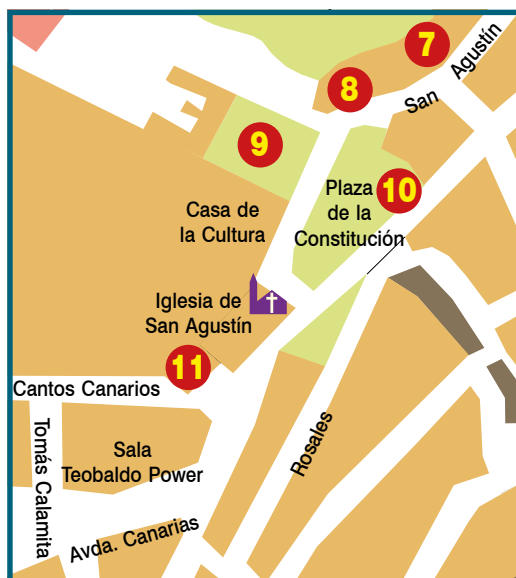 7
San Agustín
8
9
10
Plaza
de la
Constitución
Casa de
la Cultura
Iglesia de
San Agustín
11
Cantos Canarios
Tomás Calamita
Sala
Teobaldo Power
Rosales
Avda. Canarias